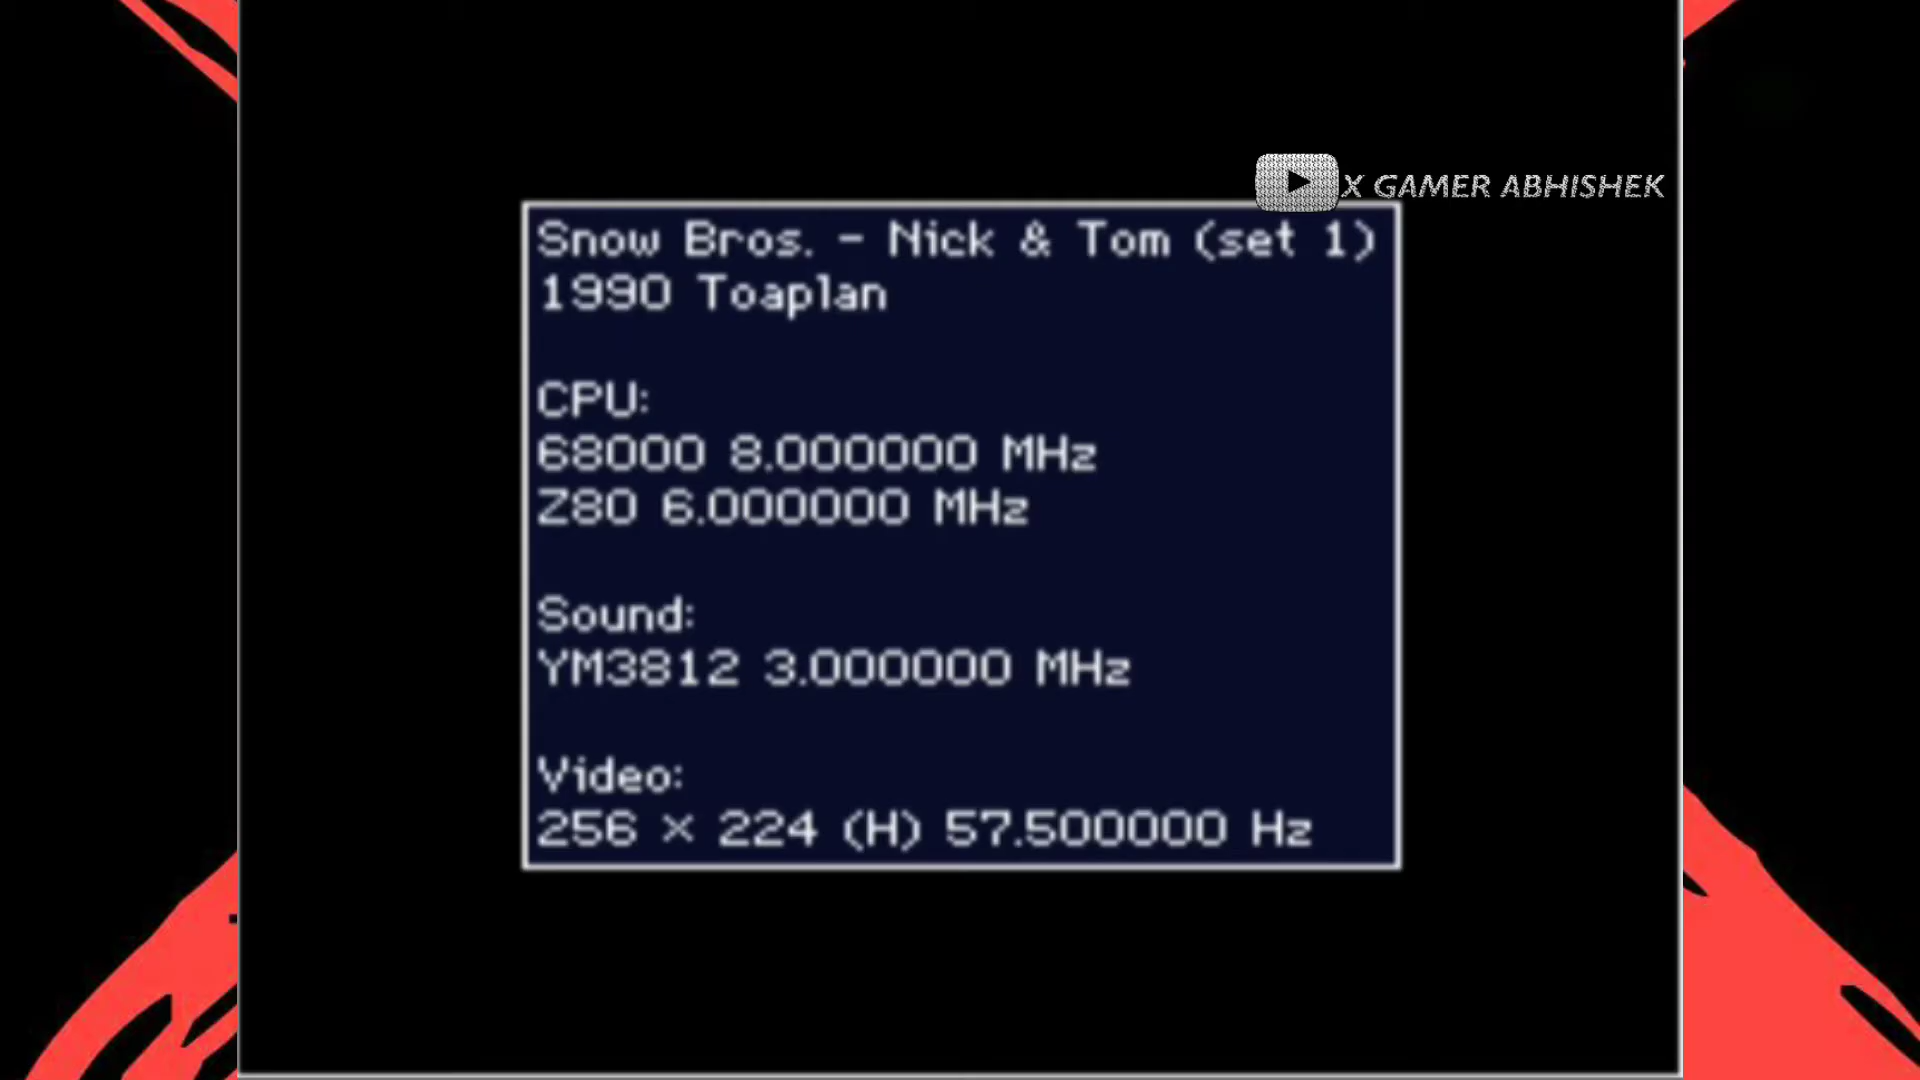 X GAMER ABHISHEK
Snow Bros. - Nick & Tom (set 1)
1990 Toaplan
CPU:
68000 8.000000 MHz
Z80 6.000000 MHz
Sound:
YM3812 3.000000 MHz
Video:
256 × 224 (H) 57.500000 Hz